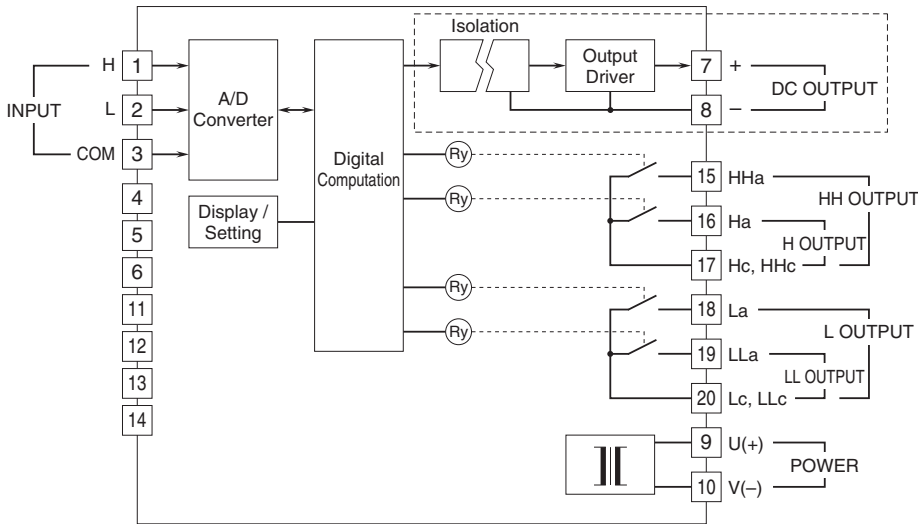 Isolation
H 1
INPUT
L 2
COM 3
4
5
6
11
12
13
14
A/D
Converter
Display /
Setting
Digital
Computation
Output
Driver
7 +
DC OUTPUT
8 −
Ry
Ry
Ry
Ry
15 HHa
HH OUTPUT
16 Ha
H OUTPUT
17 Hc, HHc
18 La
L OUTPUT
19 LLa
LL OUTPUT
20 Lc, LLc
9 U(+)
POWER
10 V(–)